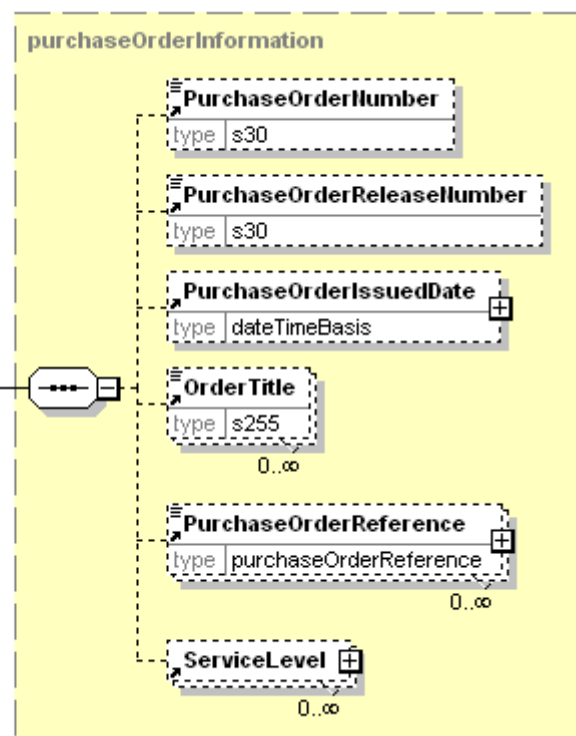 purchaseOrderInformation
PurchaseOrderNumber
type s30
PurchaseOrderReleaseNumber
type s30
PurchaseOrderIssuedDate
type dateTimeBasis
OrderTitle
type s255
0..∞
PurchaseOrderReference
type purchaseOrderReference
0..∞
ServiceLevel
0..∞